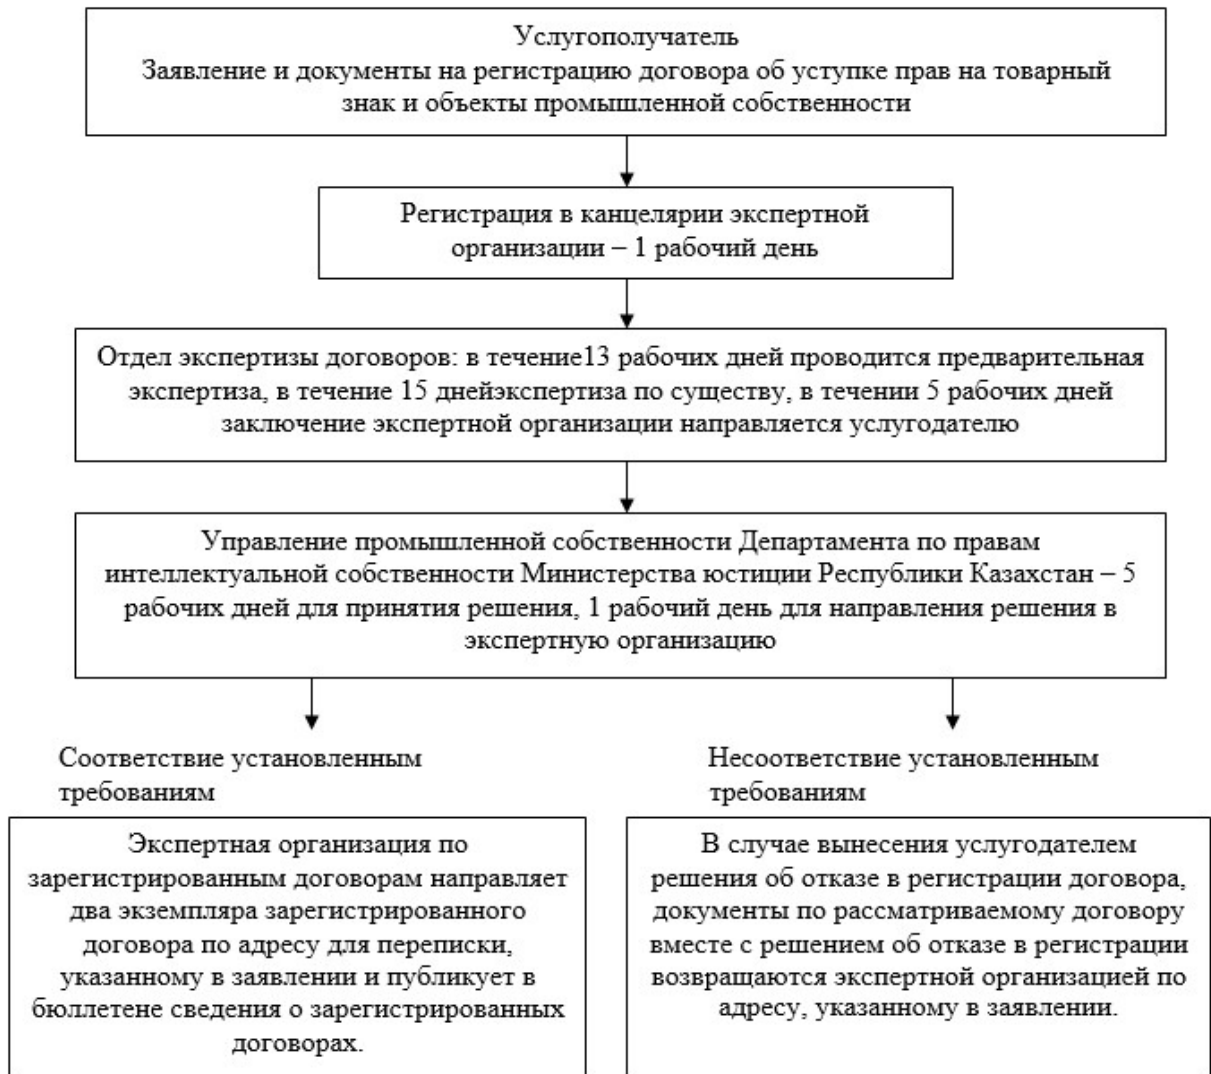 Услугополучатель
Заявление и документы на регистрацию договора об уступке прав на товарный
знак и объекты промышленной собственности
Регистрация в канцелярии экспертной
организации – 1 рабочий день
Отдел экспертизы договоров: в течение13 рабочих дней проводится предварительная
экспертиза, в течение 15 днейэкспертиза по существу, в течении 5 рабочих дней
заключение экспертной организации направляется услугодателю
Управление промышленной собственности Департамента по правам
интеллектуальной собственности Министерства юстиции Республики Казахстан – 5
рабочих дней для принятия решения, 1 рабочий день для направления решения в
экспертную организацию
Соответствие установленным
требованиям
Экспертная организация по
зарегистрированным договорам направляет
два экземпляра зарегистрированного
договора по адресу для переписки,
указанному в заявлении и публикует в
бюллетене сведения о зарегистрированных
договорах.
Несоответствие установленным
требованиям
В случае вынесения услугодателем
решения об отказе в регистрации договора,
документы по рассматриваемому договору
вместе с решением об отказе в регистрации
возвращаются экспертной организацией по
адресу, указанному в заявлении.